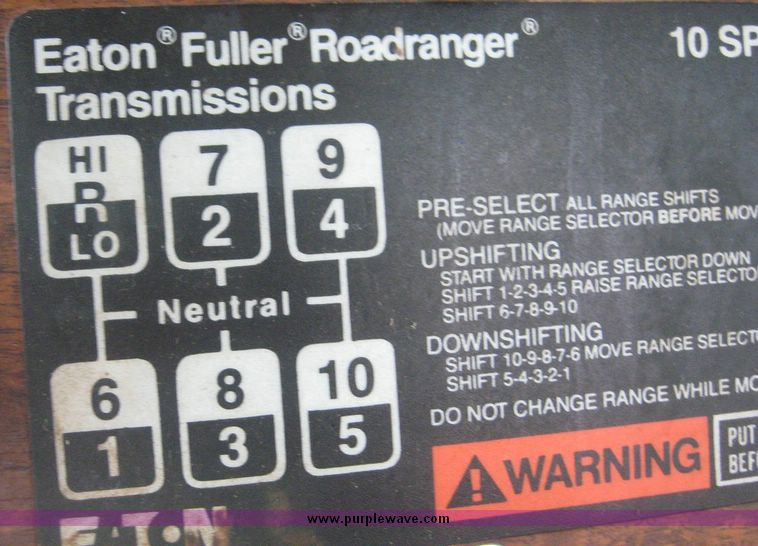 Eaton® Fuller® Roadranger®
10 SP
Transmissions
HI
R
LO
7
2
9
4
Neutral
6
1
8
3
10
5
PRE-SELECT ALL RANGE SHIFTS
(MOVE RANGE SELECTOR BEFORE MOV
UPSHIFTING
START WITH RANGE SELECTOR DOWN
SHIFT 1-2-3-4-5 RAISE RANGE SELECTO
SHIFT 6-7-8-9-10
DOWNSHIFTING
SHIFT 10-9-8-7-6 MOVE RANGE SELECT
SHIFT 5-4-3-2-1
DO NOT CHANGE RANGE WHILE MO
WARNING
PUT
BEF
EATON
www.purplewave.com